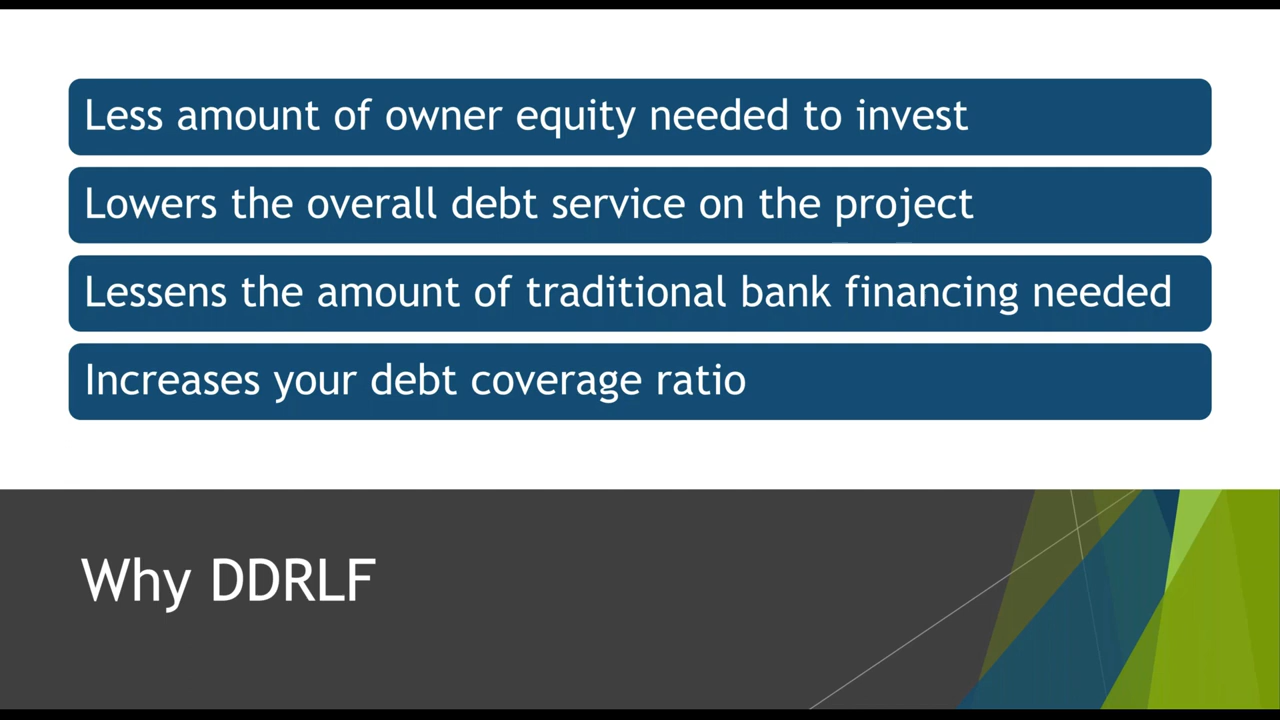 Less amount of owner equity needed to invest
Lowers the overall debt service on the project
Lessens the amount of traditional bank financing needed
Increases your debt coverage ratio
Why DDRLF